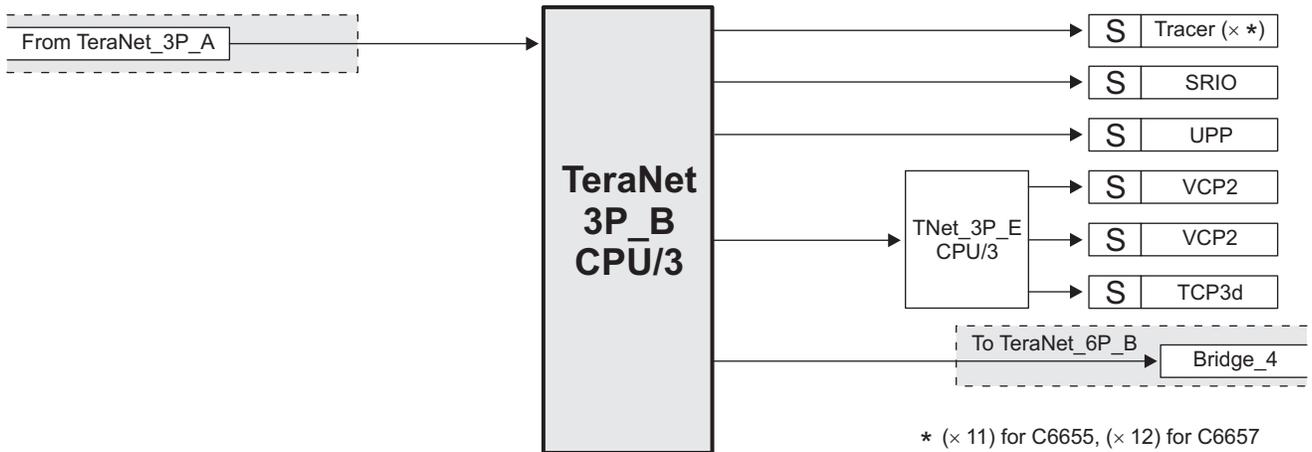 From TeraNet_3P_A
TeraNet
3P_B
CPU/3
S Tracer (× *)
S SRIO
S UPP
TNet_3P_E
CPU/3
S VCP2
S VCP2
S TCP3d
To TeraNet_6P_B
Bridge_4
* (× 11) for C6655, (× 12) for C6657